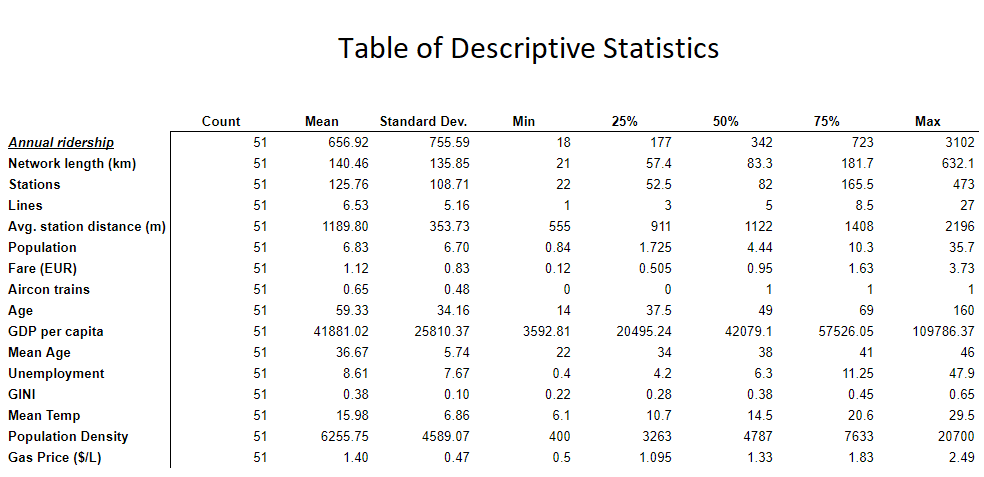 Table of Descriptive Statistics
Count Mean Standard Dev. Min 25% 50% 75% Max
Annual ridership 51 656.92 755.59 18 177 342 723 3102
Network length (km) 51 140.46 135.85 21 57.4 83.3 181.7 632.1
Stations 51 125.76 108.71 22 52.5 82 165.5 473
Lines 51 6.53 5.16 1 3 5 8.5 27
Avg. station distance (m) 51 1189.80 353.73 555 911 1122 1408 2196
Population 51 6.83 6.70 0.84 1.725 4.44 10.3 35.7
Fare (EUR) 51 1.12 0.83 0.12 0.505 0.95 1.63 3.73
Aircon trains 51 0.65 0.48 0 0 1 1 1
Age 51 59.33 34.16 14 37.5 49 69 160
GDP per capita 51 41881.02 25810.37 3592.81 20495.24 42079.1 57526.05 109786.37
Mean Age 51 36.67 5.74 22 34 38 41 46
Unemployment 51 8.61 7.67 0.4 4.2 6.3 11.25 47.9
GINI 51 0.38 0.10 0.22 0.28 0.38 0.45 0.65
Mean Temp 51 15.98 6.86 6.1 10.7 14.5 20.6 29.5
Population Density 51 6255.75 4589.07 400 3263 4787 7633 20700
Gas Price ($/L) 51 1.40 0.47 0.5 1.095 1.33 1.83 2.49